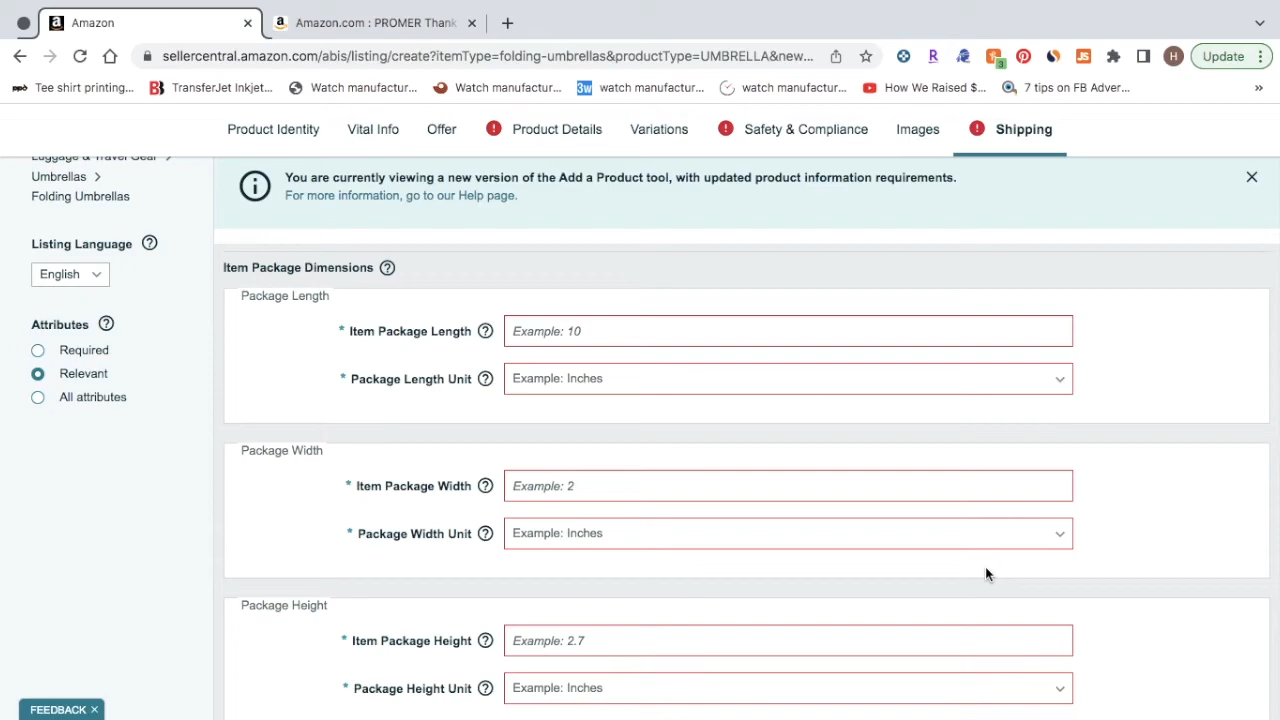 Amazon
Amazon.com : PROMER Thank
sellercentral.amazon.com/abis/listing/create?itemType=folding-umbrellas&productType=UMBRELLA&new...
R
3
JS
H
Update
Tee shirt printing...
TransferJet Inkjet...
Watch manufactur...
Watch manufactur...
3w watch manufactur...
watch manufactur...
How We Raised $...
7 tips on FB Adver...
»
Product Identity
Vital Info
Offer
Product Details
Variations
Safety & Compliance
Images
Shipping
Luggage & Travel Gear
Umbrellas
Folding Umbrellas
Listing Language
English
Attributes
Required
Relevant
All attributes
You are currently viewing a new version of the Add a Product tool, with updated product information requirements.
For more information, go to our Help page.
Item Package Dimensions
Package Length
* Item Package Length
Example: 10
* Package Length Unit
Example: Inches
Package Width
* Item Package Width
Example: 2
* Package Width Unit
Example: Inches
Package Height
* Item Package Height
Example: 2.7
* Package Height Unit
Example: Inches
FEEDBACK